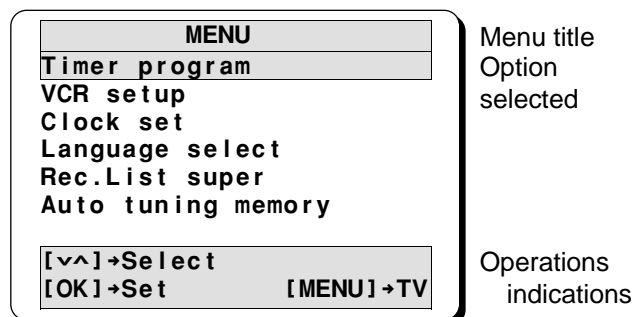 MENU
Timer program
VCR setup
Clock set
Language select
Rec.List super
Auto tuning memory
[∨∧]→Select
[OK]→Set [MENU]→TV
Menu title
Option
selected
Operations
indications